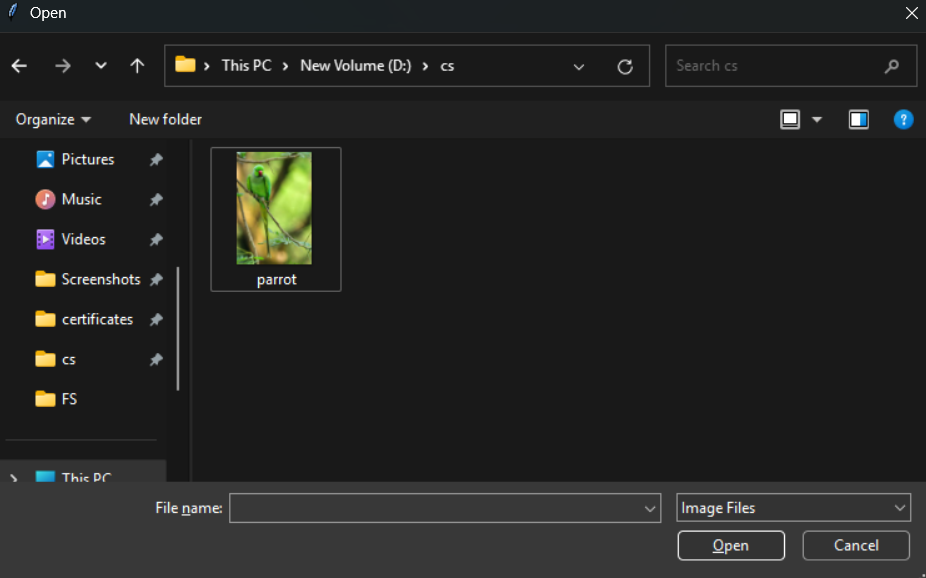 Open
This PC > New Volume (D:) > cs
Search cs
Organize
New folder
Pictures
Music
Videos
Screenshots
certificates
cs
FS
This PC
parrot
File name:
Image Files
Open
Cancel